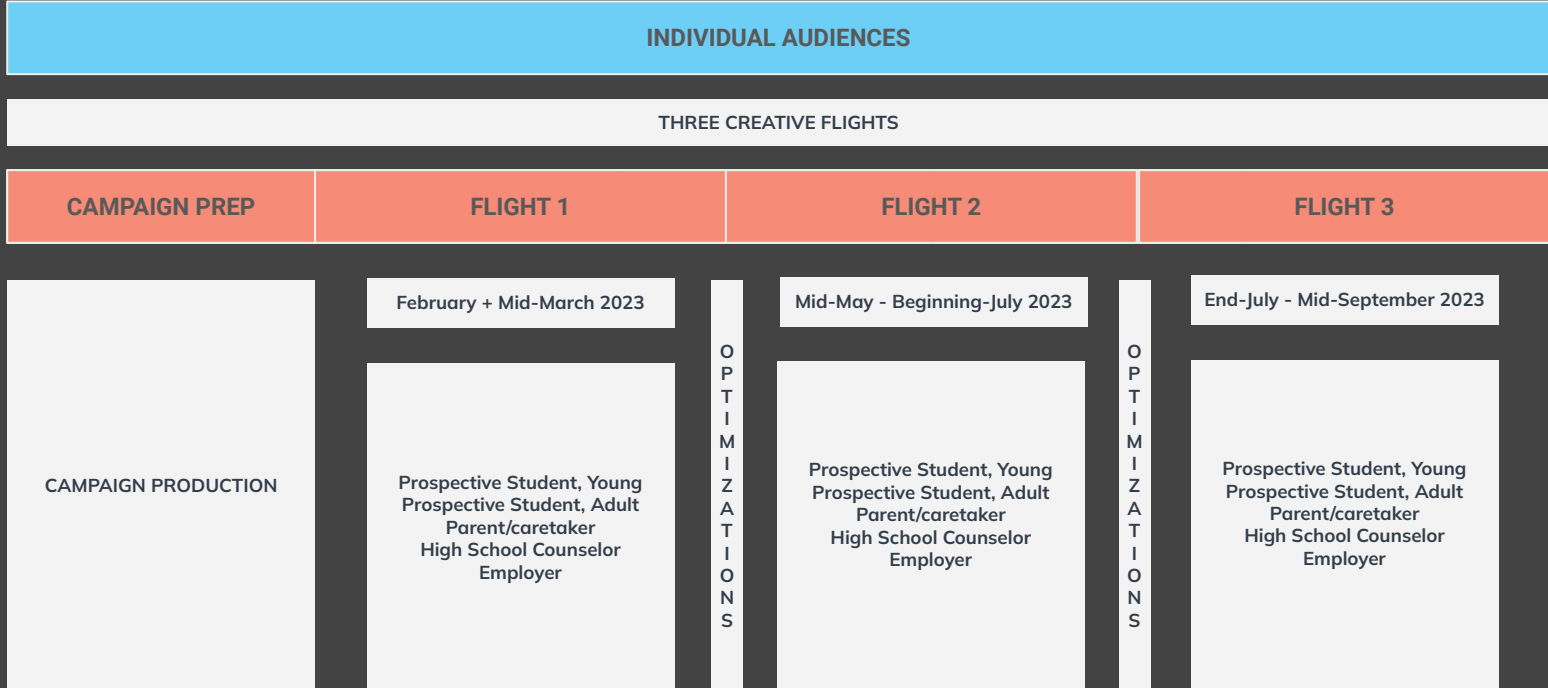 INDIVIDUAL AUDIENCES
THREE CREATIVE FLIGHTS
CAMPAIGN PREP
FLIGHT 1
FLIGHT 2
FLIGHT 3
CAMPAIGN PRODUCTION
February + Mid-March 2023
Prospective Student, Young
Prospective Student, Adult
Parent/caretaker
High School Counselor
Employer
OPTIMIZATIONS
Mid-May - Beginning-July 2023
Prospective Student, Young
Prospective Student, Adult
Parent/caretaker
High School Counselor
Employer
OPTIMIZATIONS
End-July - Mid-September 2023
Prospective Student, Young
Prospective Student, Adult
Parent/caretaker
High School Counselor
Employer